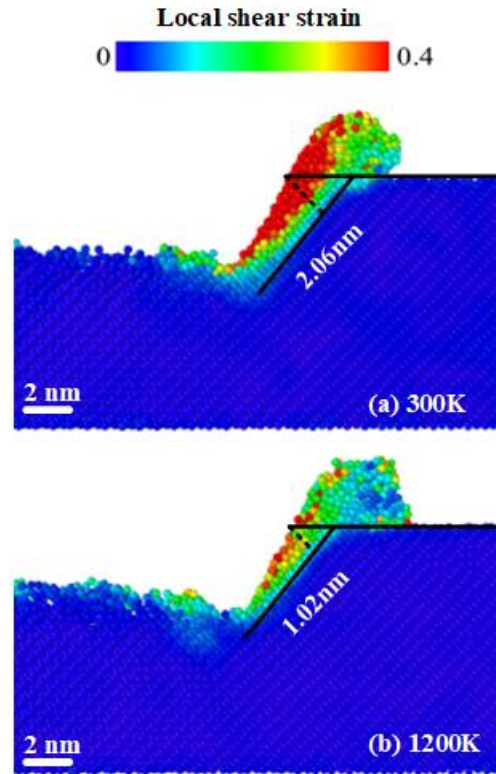 Local shear strain
0 0.4
2.06nm
2 nm
(a) 300K
1.02nm
2 nm
(b) 1200K